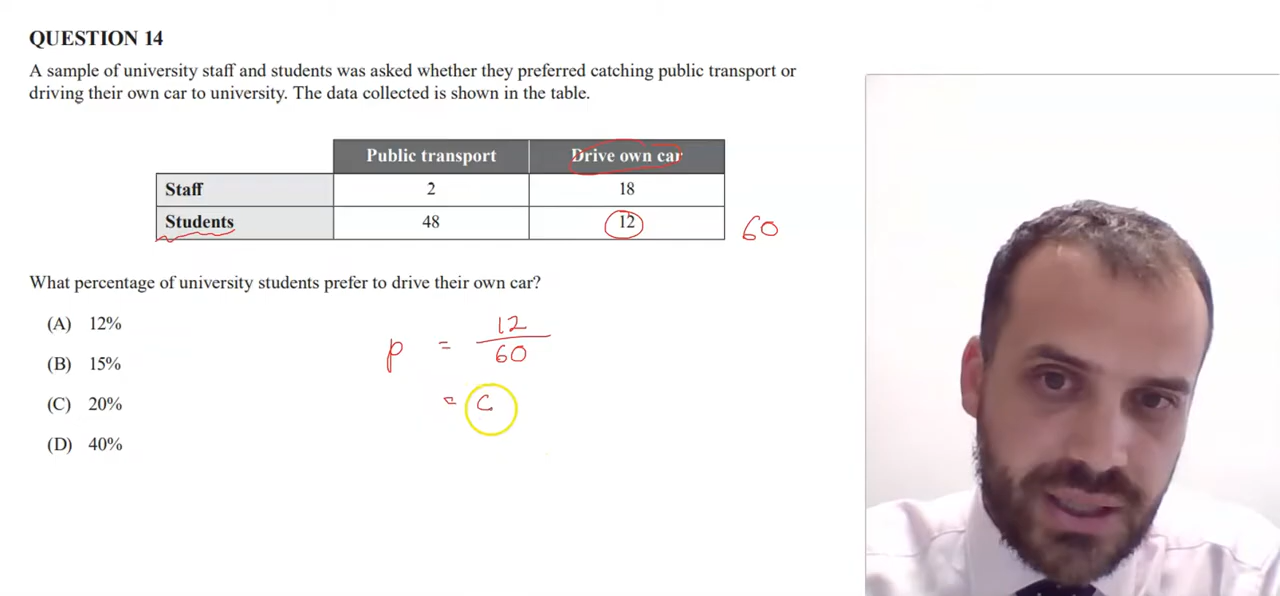 QUESTION 14
A sample of university staff and students was asked whether they preferred catching public transport or
driving their own car to university. The data collected is shown in the table.
Public transport Drive own car
Staff 2 18
Students 48 12 60
What percentage of university students prefer to drive their own car?
(A) 12%
(B) 15%
(C) 20%
(D) 40%
p = 12
60
=